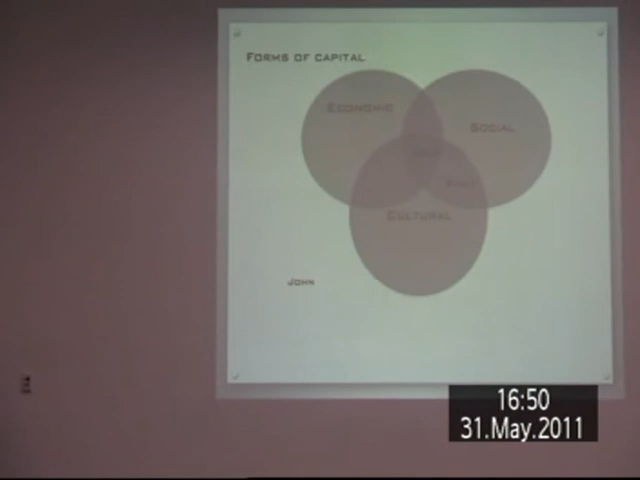 FORMS OF CAPITAL
ECONOMIC
SOCIAL
CULTURAL
JOHN
16:50
31.May.2011